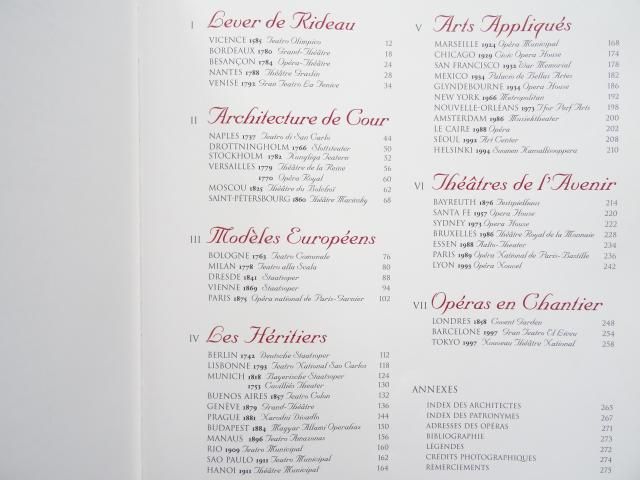 I Lever de Rideau
VICENCE 1585 Teatro Olimpico 12
BORDEAUX 1780 Grand-Théâtre 18
BESANÇON 1784 Opéra-Théâtre 24
NANTES 1788 Théâtre Graslin 28
VENISE 1792 Gran Teatro La Fenice 34
II Architecture de Cour
NAPLES 1737 Teatro di San Carlo 44
DROTTNINGHOLM 1766 Slottsteater 50
STOCKHOLM 1782 Kungliga Teatern 52
VERSAILLES 1779 Théâtre de la Reine 56
1770 Opéra Royal 60
MOSCOU 1825 Théâtre du Bolchoï 62
SAINT-PÉTERSBOURG 1860 Théâtre Mariinsky 68
III Modèles Européens
BOLOGNE 1763 Teatro Comunale 76
MILAN 1778 Teatro alla Scala 80
DRESDE 1841 Staatsoper 88
VIENNE 1869 Staatsoper 94
PARIS 1875 Opéra national de Paris-Garnier 102
IV Les Héritiers
BERLIN 1742 Deutsche Staatsoper 112
LISBONNE 1793 Teatro National Sao Carlos 118
MUNICH 1818 Bayerische Staatsoper 124
1753 Cuvilliés Theater 130
BUENOS AIRES 1857 Teatro Colon 132
GENÈVE 1879 Grand-Théâtre 136
PRAGUE 1881 Narodni Divadlo 144
BUDAPEST 1884 Magyar Allami Operahas 150
MANAUS 1896 Teatro Amazonas 156
RIO 1909 Teatro Municipal 160
SAO PAULO 1911 Teatro Municipal 162
HANOI 1911 Théâtre Municipal 164
V Arts Appliqués
MARSEILLE 1924 Opéra Municipal 168
CHICAGO 1929 Civic Opera House 174
SAN FRANCISCO 1932 War Memorial 178
MEXICO 1934 Palacio de Bellas Artes 182
GLYNDEBOURNE 1934 Opera House 186
NEW YORK 1966 Metropolitan 192
NOUVELLE-ORLÉANS 1973 for Perf Arts 198
AMSTERDAM 1986 Musiektheater 200
LE CAIRE 1988 Opéra 202
SÉOUL 1992 Art Center 208
HELSINKI 1994 Suomen Kansallisooppera 210
VI Théâtres de l'Avenir
BAYREUTH 1876 Festspielhaus 214
SANTA FE 1957 Opera House 220
SYDNEY 1973 Opera House 222
BRUXELLES 1986 Théâtre Royal de la Monnaie 228
ESSEN 1988 Aalto-Theater 234
PARIS 1989 Opéra National de Paris-Bastille 236
LYON 1993 Opéra Nouvel 242
VII Opéras en Chantier
LONDRES 1858 Covent Garden 248
BARCELONE 1997 Gran Teatro El Liceu 254
TOKYO 1997 Nouveau Théâtre National 258
ANNEXES
INDEX DES ARCHITECTES 265
INDEX DES PATRONYMES 267
ADRESSES DES OPÉRAS 271
BIBLIOGRAPHIE 273
LÉGENDES 272
CRÉDITS PHOTOGRAPHIQUES 274
REMERCIEMENTS 275